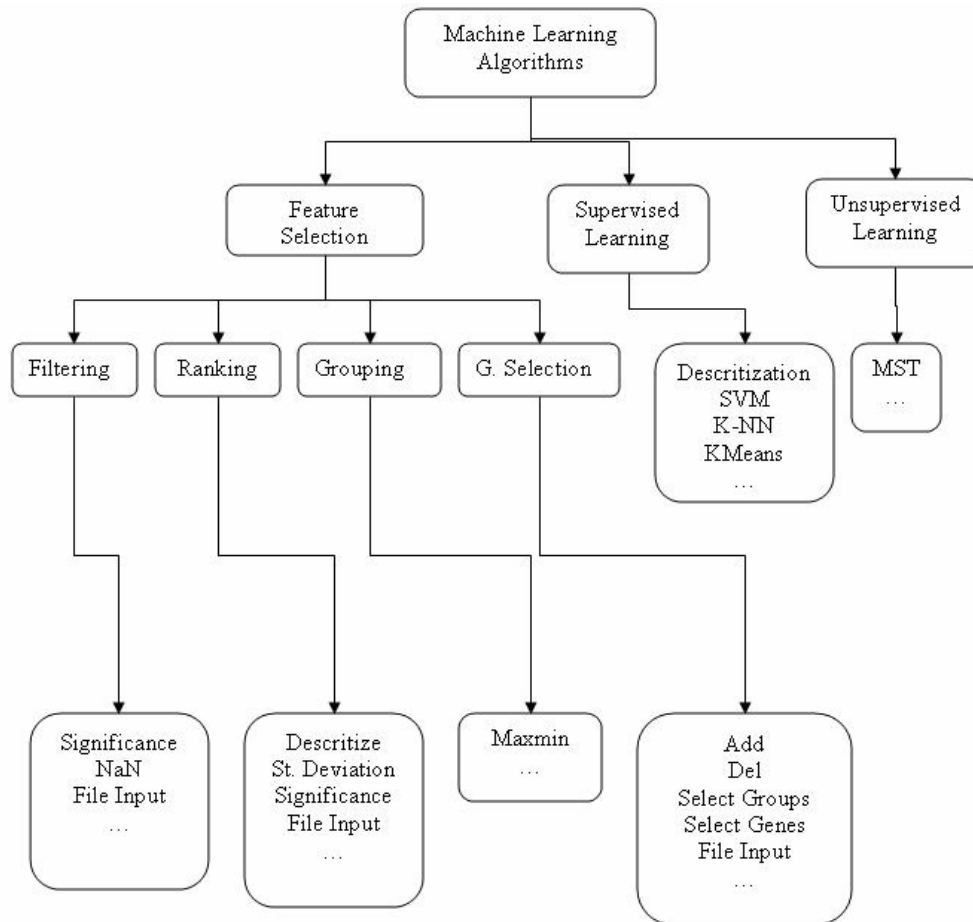 Machine Learning
Algorithms
Feature
Selection
Supervised
Learning
Unsupervised
Learning
Filtering
Ranking
Grouping
G. Selection
Descritization
SVM
K-NN
KMeans
...
MST
...
Significance
NaN
File Input
...
Descritize
St. Deviation
Significance
File Input
...
Maxmin
...
Add
Del
Select Groups
Select Genes
File Input
...